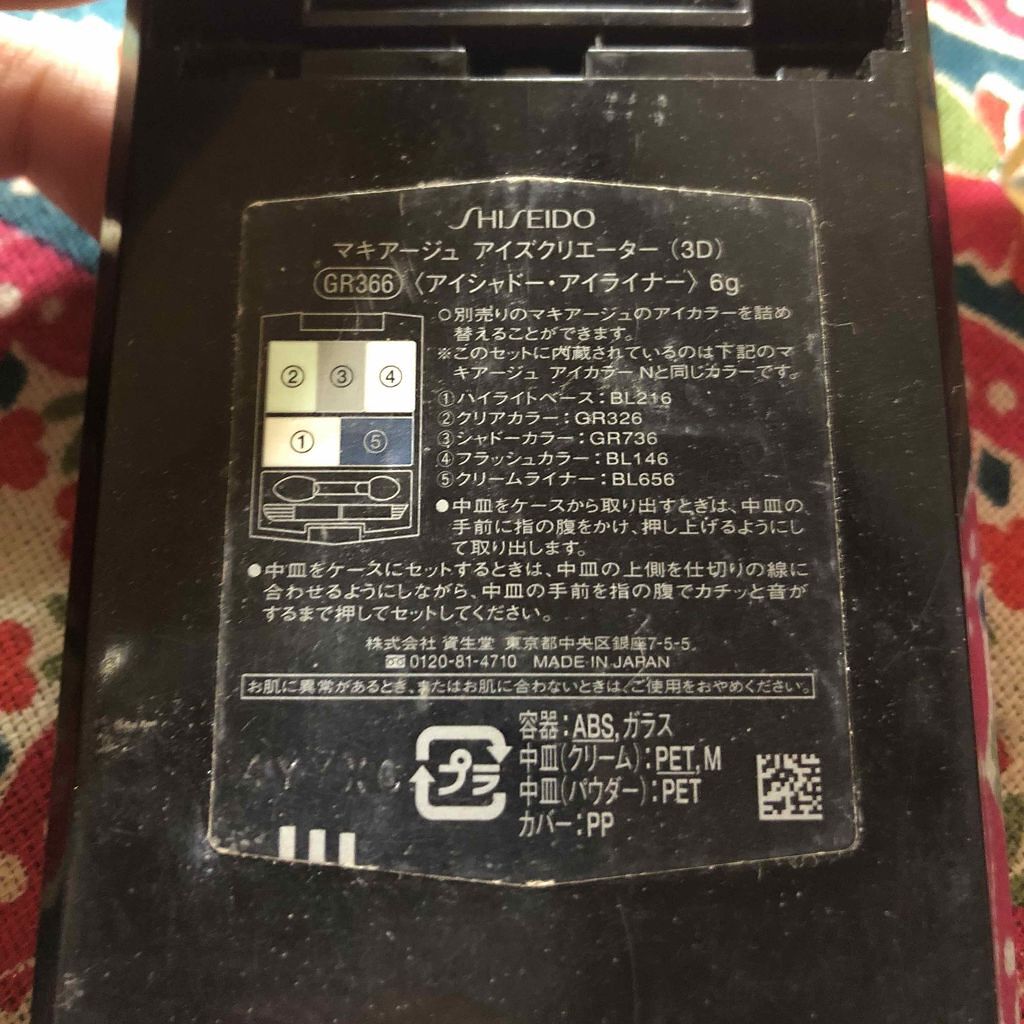 SHISEIDO
マキアージュ アイズクリエーター (3D)
GR366 〈アイシャドー・アイライナー〉 6g
○別売りのマキアージュのアイカラーを詰め
替えることができます。
※このセットに内蔵されているのは下記のマ
キアージュ アイカラー Nと同じカラーです。
② ③ ④
① ⑤
①ハイライトベース：BL216
②クリアカラー：GR326
③シャドーカラー：GR736
④フラッシュカラー：BL146
⑤クリームライナー：BL656
●中皿をケースから取り出すときは、中皿の
手前に指の腹をかけ、押し上げるようにし
て取り出します。
●中皿をケースにセットするときは、中皿の上側を仕切りの線に
合わせるようにしながら、中皿の手前を指の腹でカチッと音が
するまで押してセットしてください。
株式会社 資生堂 東京都中央区銀座7-5-5
0120-81-4710 MADE IN JAPAN
お肌に異常があるとき、またはお肌に合わないときは、ご使用をおやめください。
プラ
容器：ABS,ガラス
中皿(クリーム)：PET,M
中皿(パウダー)：PET
カバー：PP